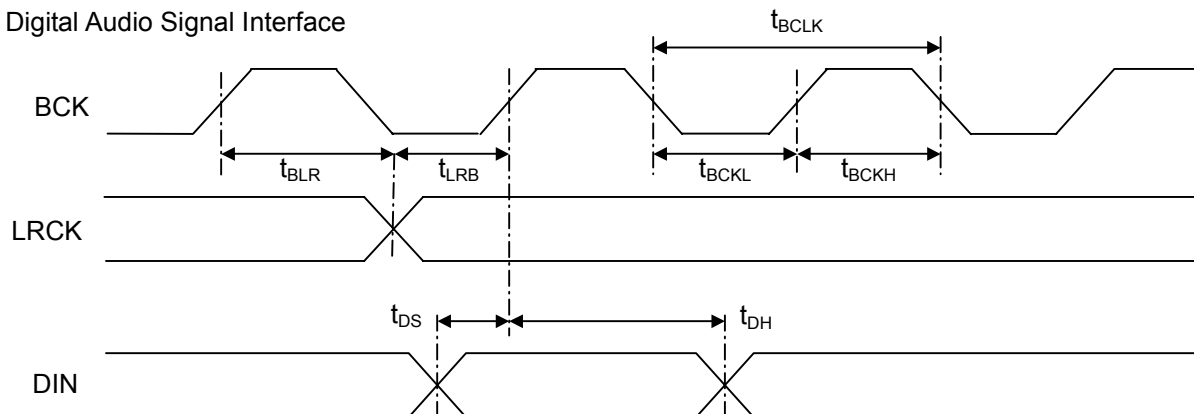 Digital Audio Signal Interface
tBCLK
BCK
tBLR tLRB tBCKL tBCKH
LRCK
tDS tDH
DIN